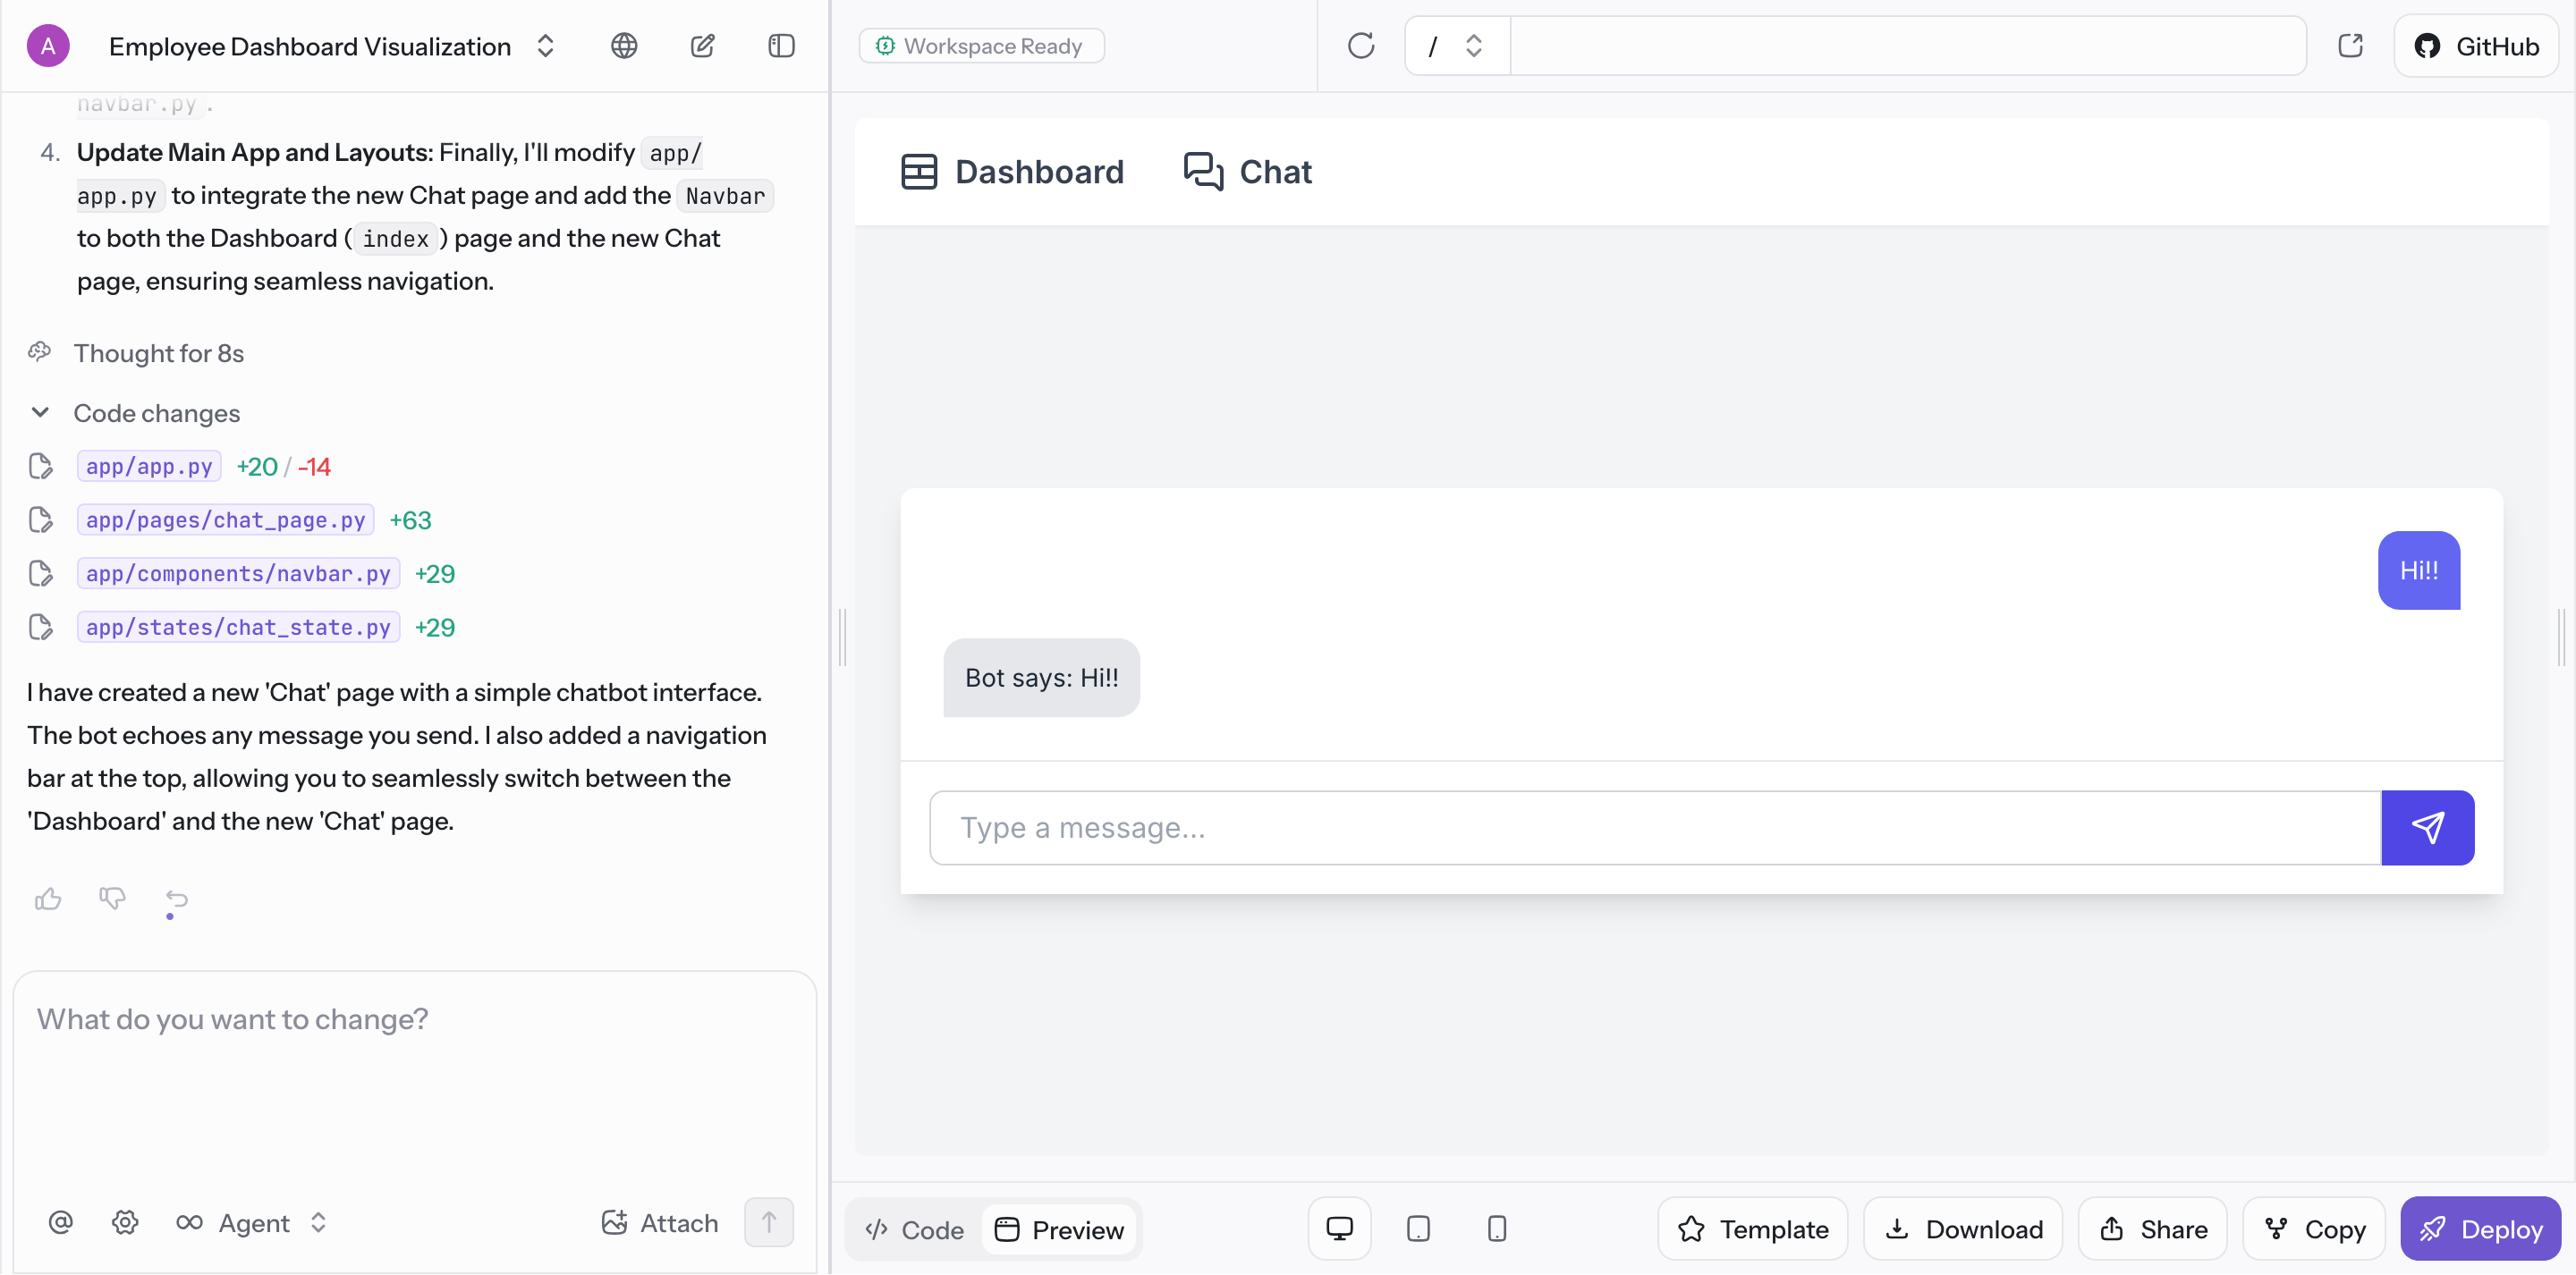 A
Employee Dashboard Visualization
navbar.py.
4. Update Main App and Layouts: Finally, I'll modify app/
app.py to integrate the new Chat page and add the Navbar
to both the Dashboard (index) page and the new Chat
page, ensuring seamless navigation.
Thought for 8s
Code changes
app/app.py +20 / -14
app/pages/chat_page.py +63
app/components/navbar.py +29
app/states/chat_state.py +29
I have created a new 'Chat' page with a simple chatbot interface.
The bot echoes any message you send. I also added a navigation
bar at the top, allowing you to seamlessly switch between the
'Dashboard' and the new 'Chat' page.
What do you want to change?
@ Agent Attach
Workspace Ready
/
GitHub
Dashboard Chat
Hi!!
Bot says: Hi!!
Type a message...
</> Code Preview Template Download Share Copy Deploy